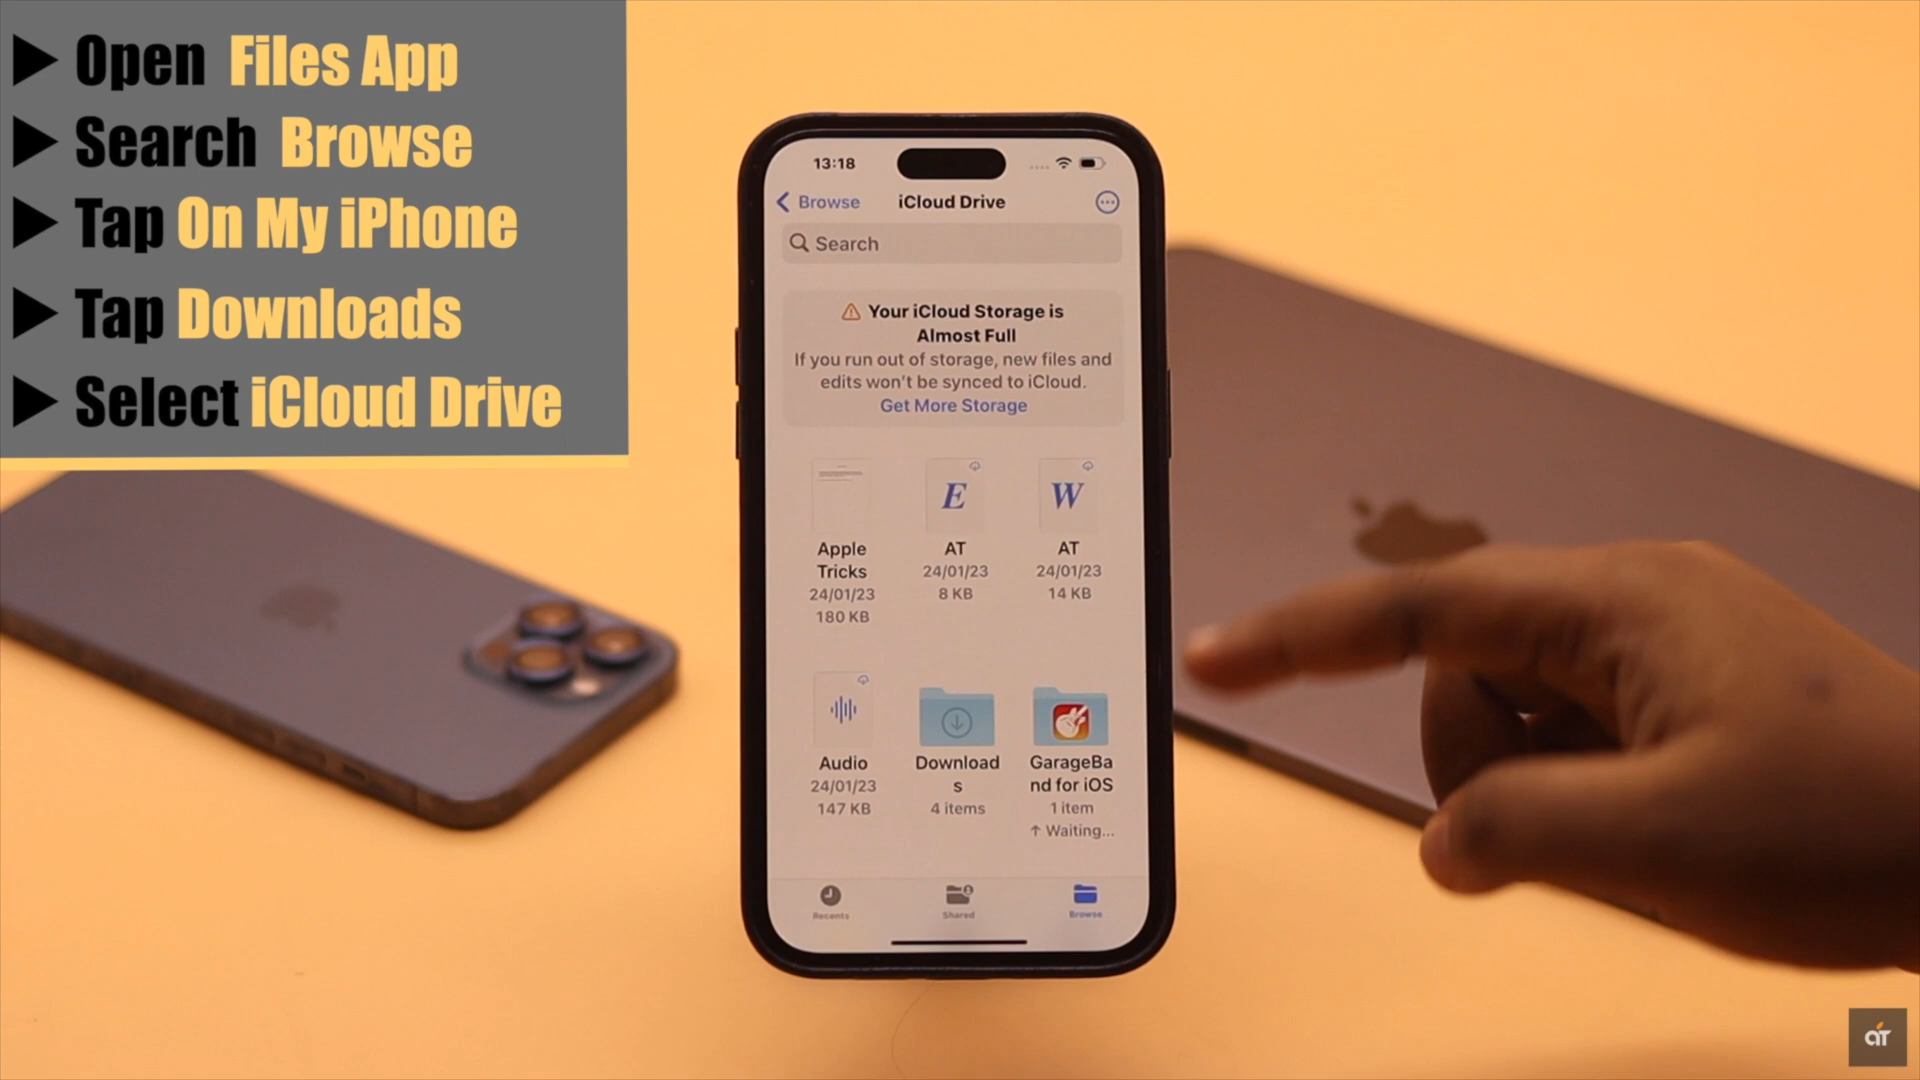 Open Files App
Search Browse
Tap On My iPhone
Tap Downloads
Select iCloud Drive
13:18
Browse
iCloud Drive
Search
Your iCloud Storage is
Almost Full
If you run out of storage, new files and
edits won't be synced to iCloud.
Get More Storage
E
W
Apple
Tricks
24/01/23
180 KB
AT
24/01/23
8 KB
AT
24/01/23
14 KB
Audio
24/01/23
147 KB
Download
s
4 items
GarageBa
nd for iOS
1 item
↑ Waiting...
Recents
Shared
Browse
aT